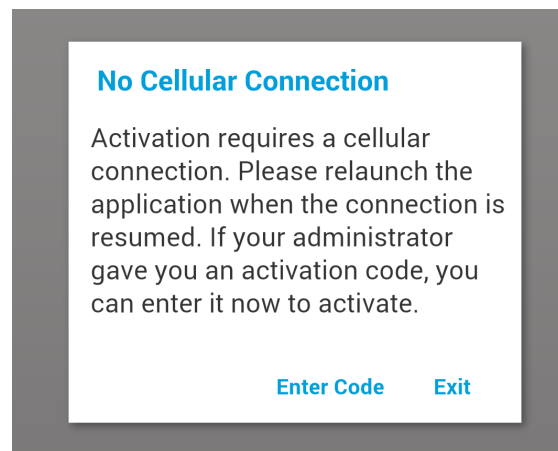 No Cellular Connection
Activation requires a cellular
connection. Please relaunch the
application when the connection is
resumed. If your administrator
gave you an activation code, you
can enter it now to activate.
Enter Code Exit